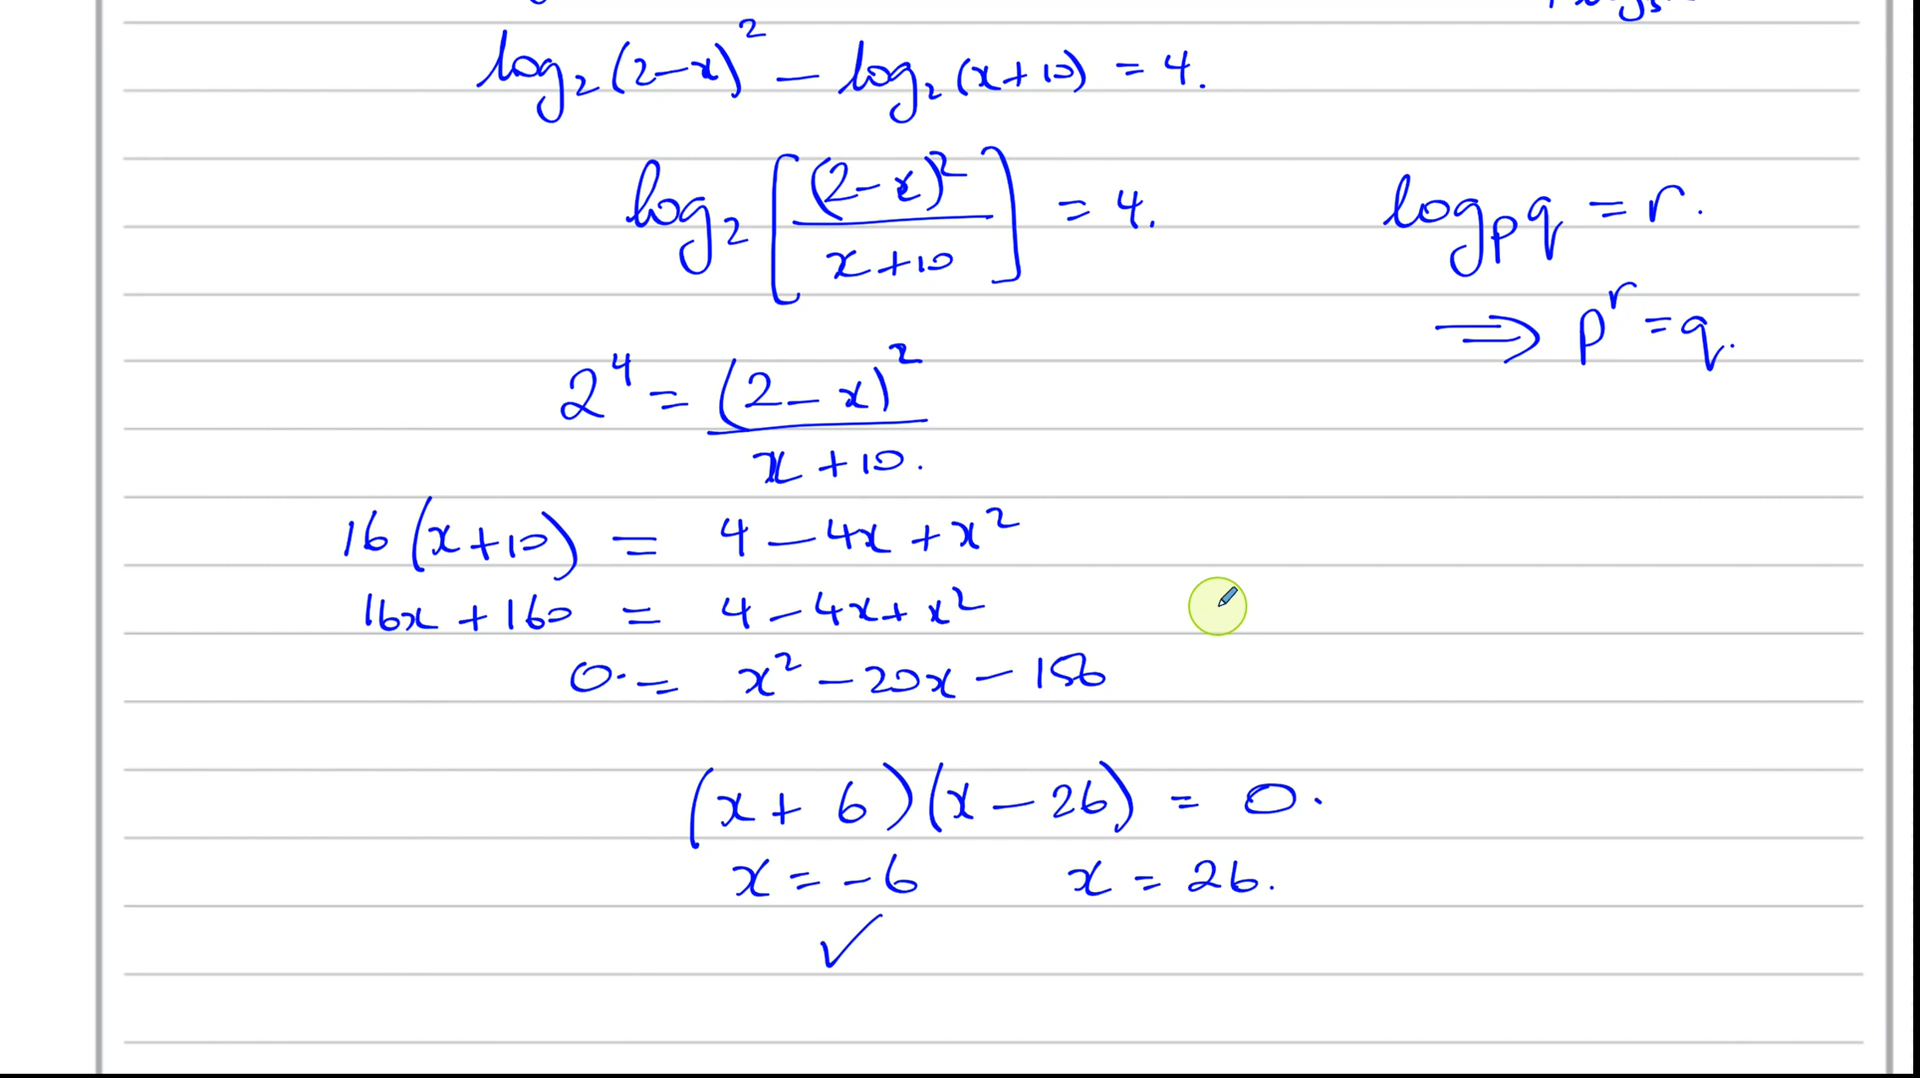 log₂(2-x)² - log₂(x+10) = 4.
log₂[(2-x)²/x+10] = 4.
log_p q = r.
⟹ p^r = q.
2⁴ = (2-x)²/x+10.
16(x+10) = 4 - 4x + x²
16x + 160 = 4 - 4x + x²
0 = x² - 20x - 156
(x + 6)(x - 26) = 0.
x = -6 x = 26.
✓